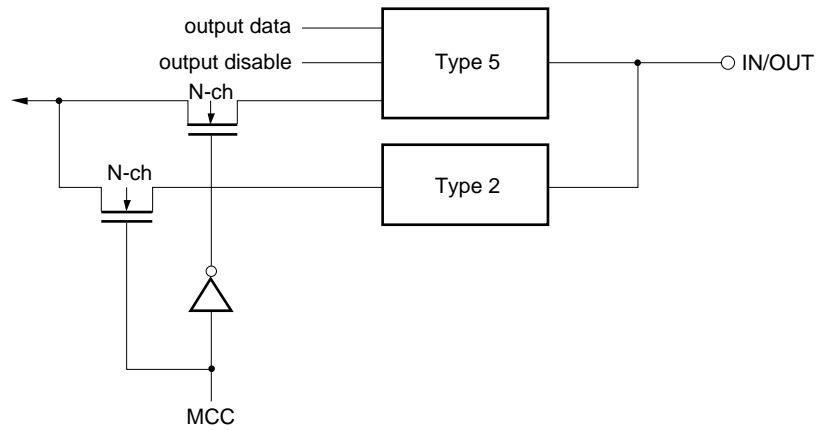 output data
output disable
Type 5
IN/OUT
N-ch
N-ch
Type 2
MCC